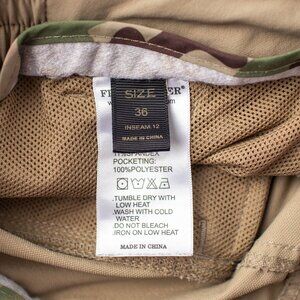 SIZE
36
INSEAM 12
MADE IN CHINA
POCKETING:
100%POLYESTER
.TUMBLE DRY WITH
LOW HEAT
.WASH WITH COLD
WATER
.DO NOT BLEACH
.IRON ON LOW HEAT
MADE IN CHINA